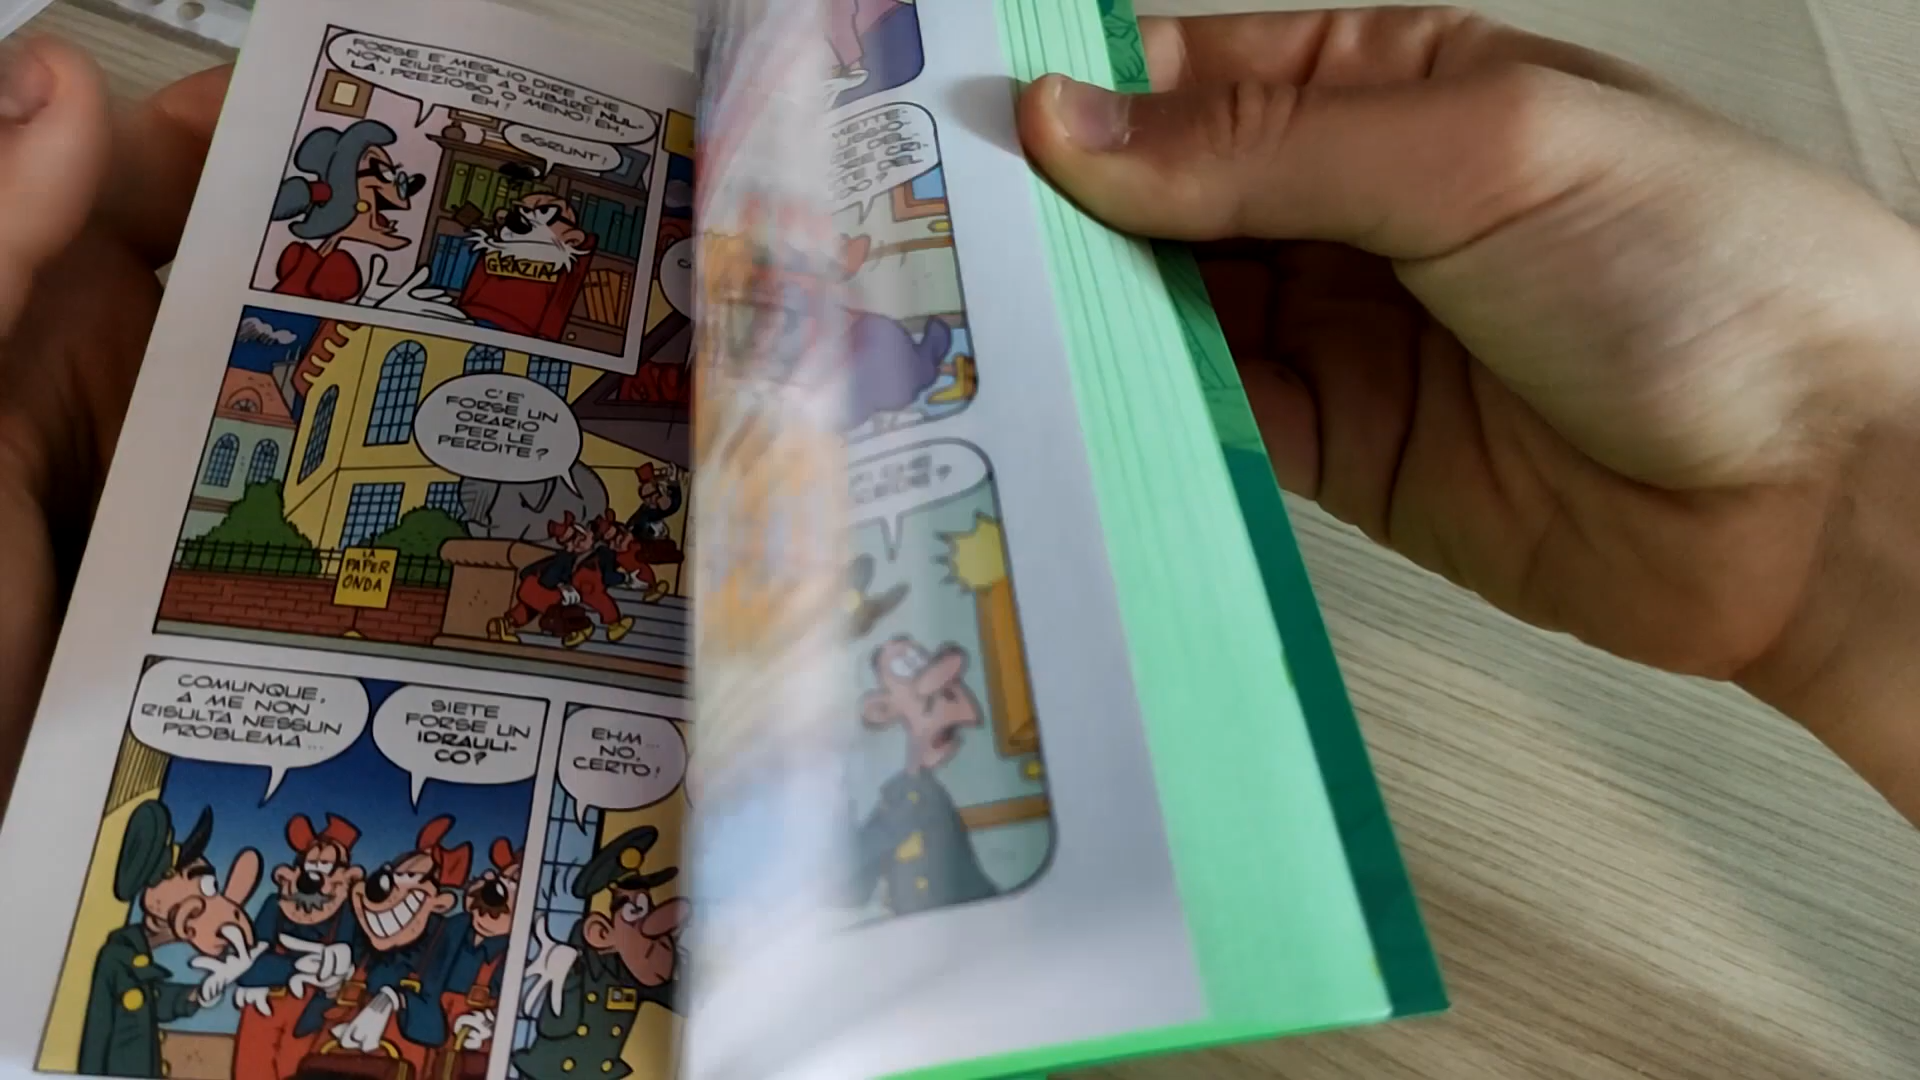 FORSE E' MEGLIO DIRE CHE
NON RIUSCITE A RUBARE NUL-
LA, PREZIOSO O MENO! EH,
EH!
SGRUNT!
GRAZIA
C'E'
FORSE UN
ORARIO
PER LE
PERDITE?
LA
PAPER
ONDA
COMUNQUE,
A ME NON
RISULTA NESSUN
PROBLEMA...
SIETE
FORSE UN
IDRAULI-
CO?
EHM...
NO,
CERTO!
METTE-